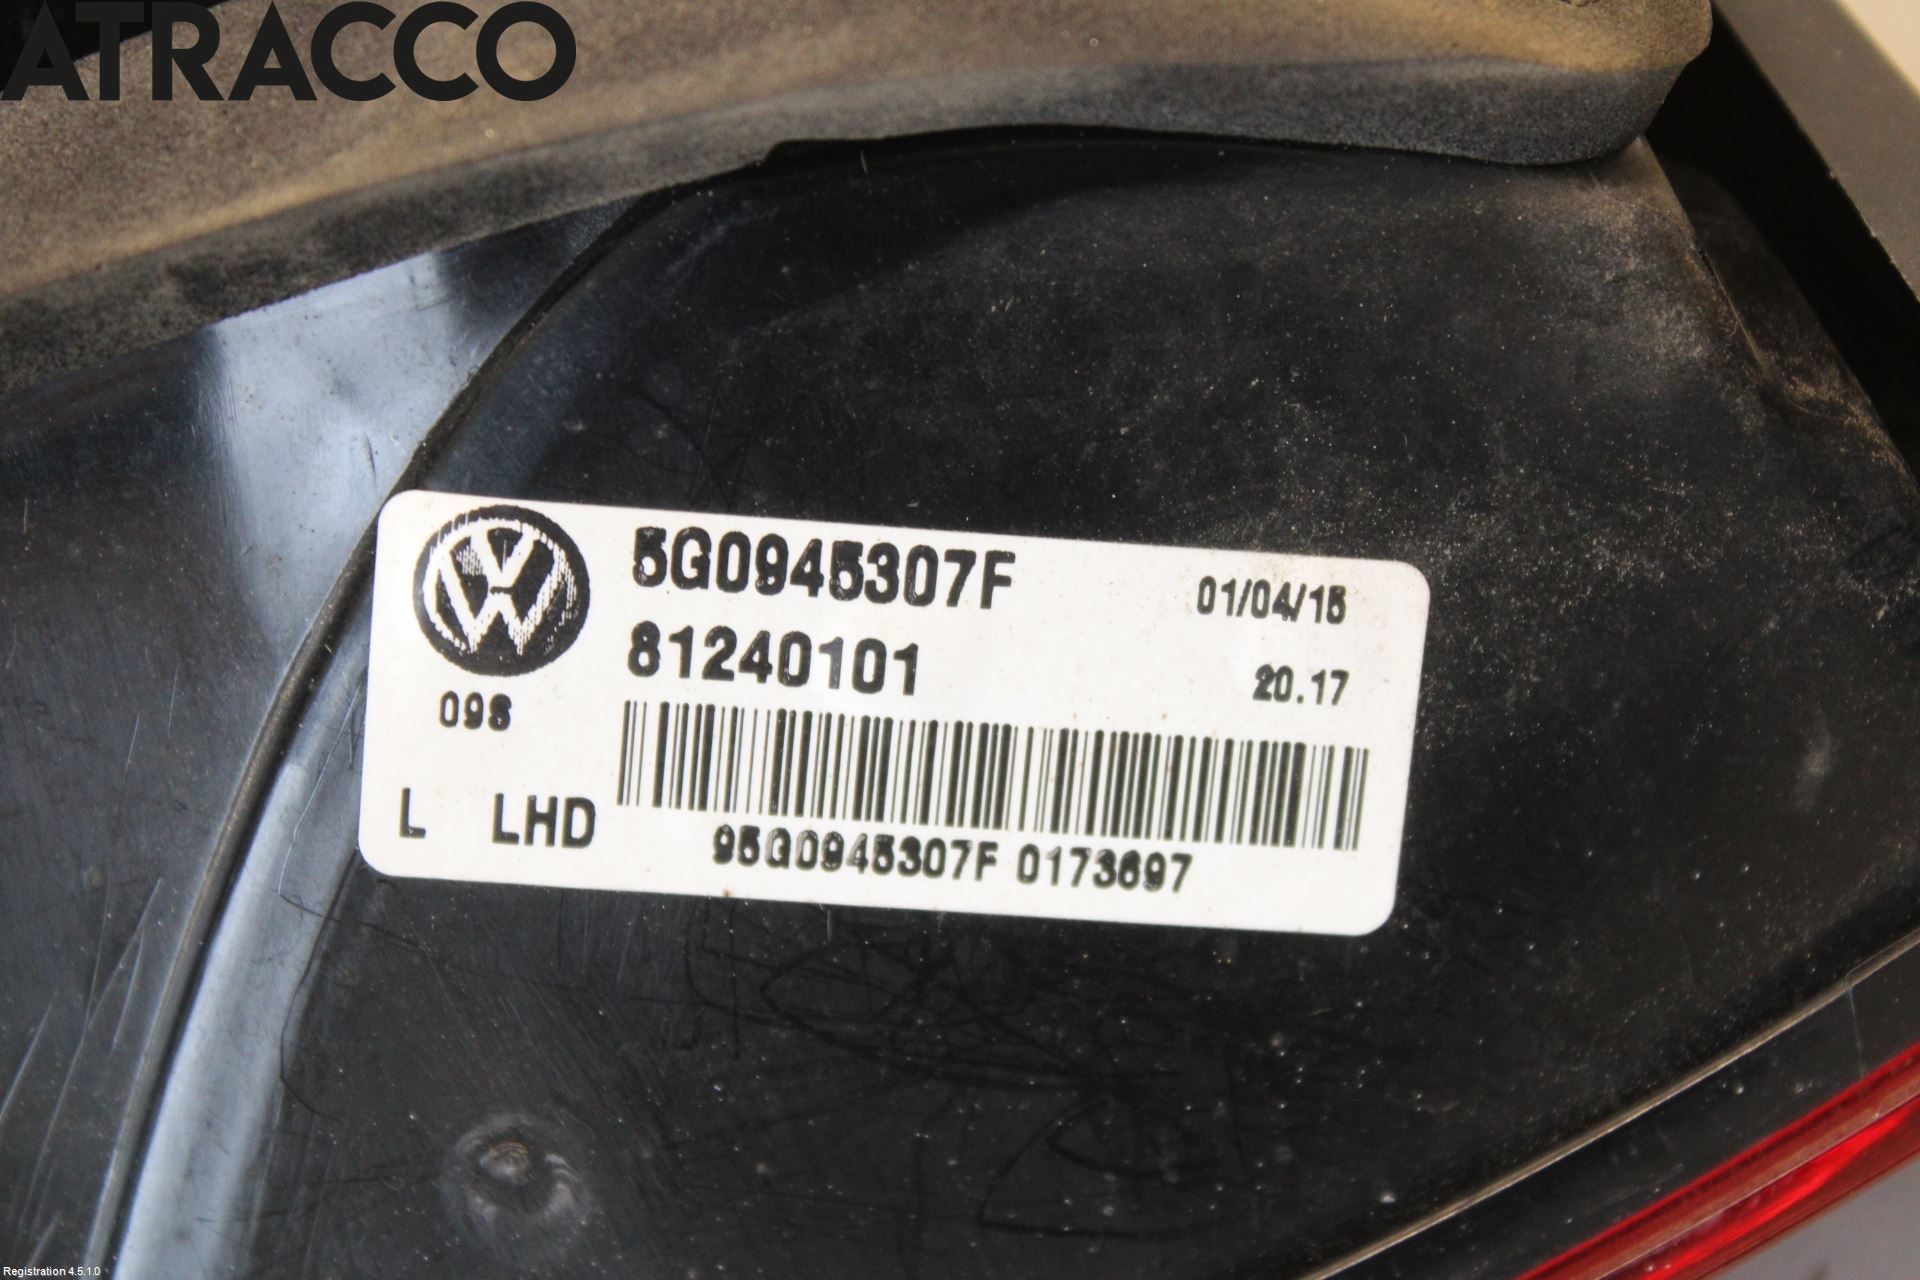 ATRACCO
5G0945307F
01/04/15
81240101
20.17
09S
L LHD
95G0945307F 0173697
Registration 4.5.1.0